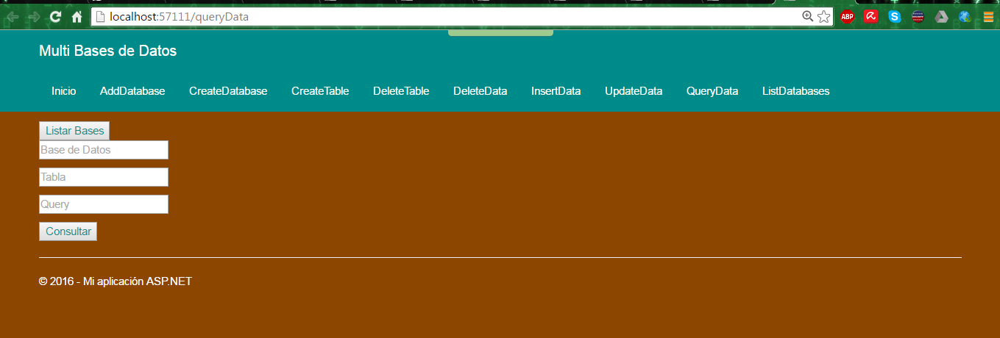 localhost:57111/queryData
ABP
Multi Bases de Datos
Inicio AddDatabase CreateDatabase CreateTable DeleteTable DeleteData InsertData UpdateData QueryData ListDatabases
Listar Bases
Base de Datos
Tabla
Query
Consultar
© 2016 - Mi aplicación ASP.NET